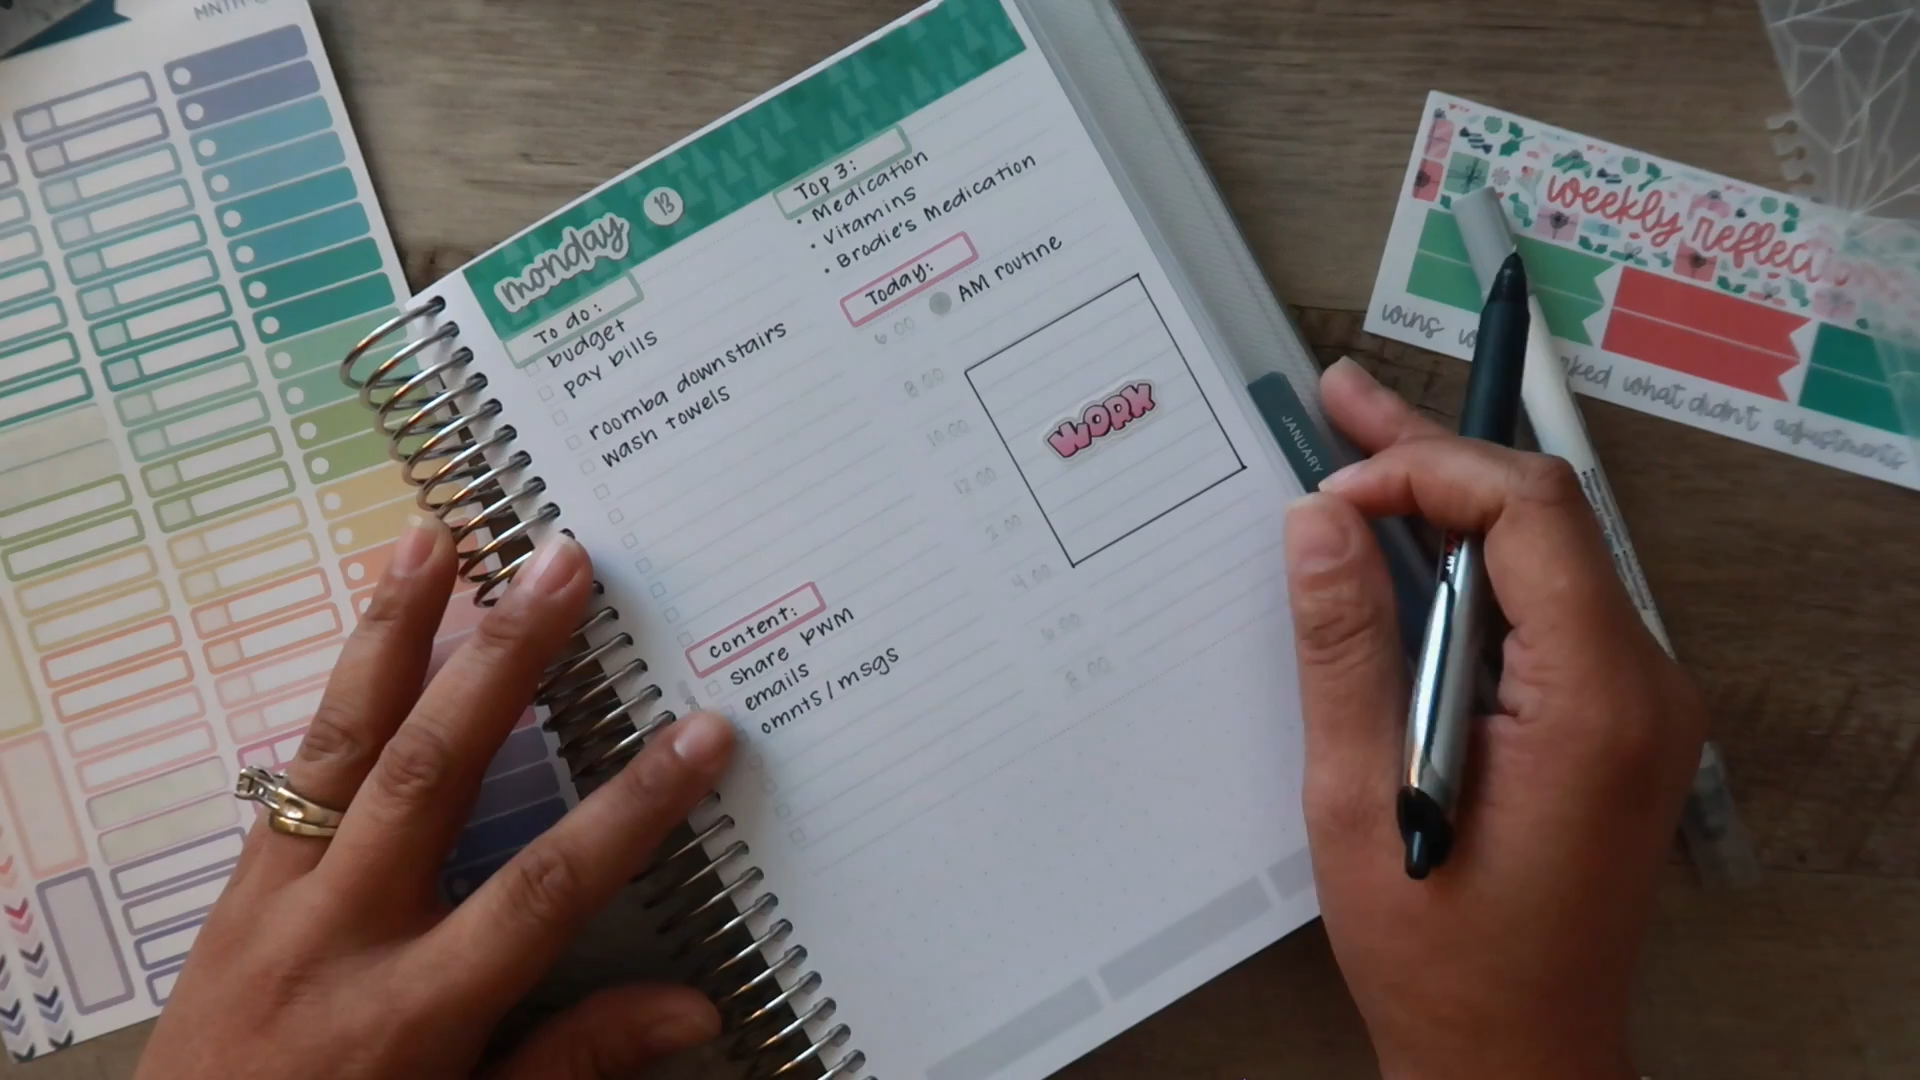 monday
13
To do:
budget
pay bills
roomba downstairs
wash towels
content:
share PWM
emails
cmnts/msgs
Top 3:
• Medication
• Vitamins
• Brodie's Medication
Today:
6:00
AM routine
8:00
10:00
12:00
2:00
4:00
6:00
8:00
WORK
JANUARY
weekly reflections
wins
what didn't
adjustments